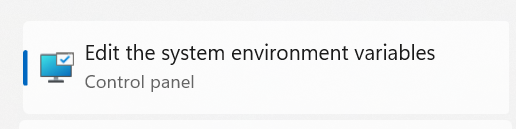 Edit the system environment variables
Control panel